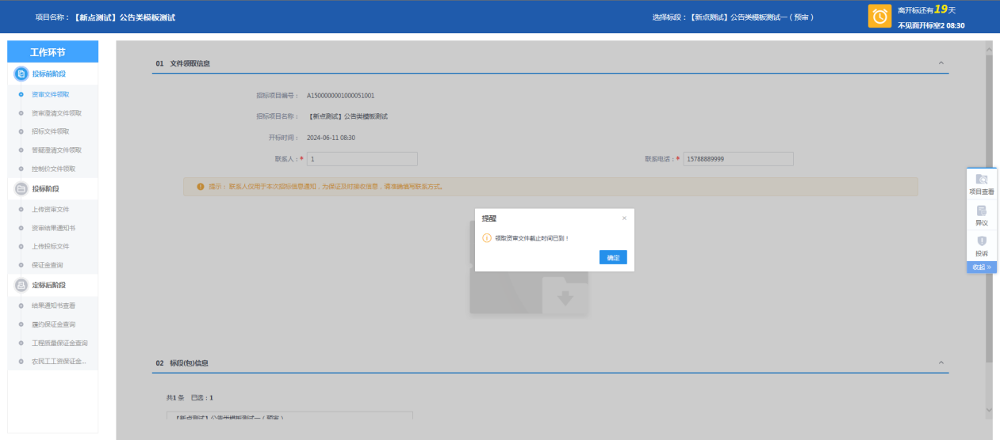 项目名称：【新点测试】公告类模板测试
选择标段：【新点测试】公告类模板测试一（预审）
离开标还有19天
不见面开标室2 08:30
工作环节
投标前阶段
资审文件领取
资审澄清文件领取
招标文件领取
答疑澄清文件领取
控制价文件领取
投标阶段
上传资审文件
资审结果通知书
上传投标文件
保证金查询
定标后阶段
结果通知书查看
履约保证金查询
工程质量保证金查询
农民工工资保证金...
01 文件领取信息
招标项目编号： A1500000001000051001
招标项目名称： 【新点测试】公告类模板测试
开标时间： 2024-06-11 08:30
联系人：* 1
联系电话：* 15788889999
提示： 联系人仅用于本次招标信息通知，为保证及时接收信息，请准确填写联系方式。
提醒
领取资审文件截止时间已到！
确定
02 标段(包)信息
共1 条 已选：1
【新点测试】公告类模板测试一（预审）
项目查看
异议
投诉
收起 »